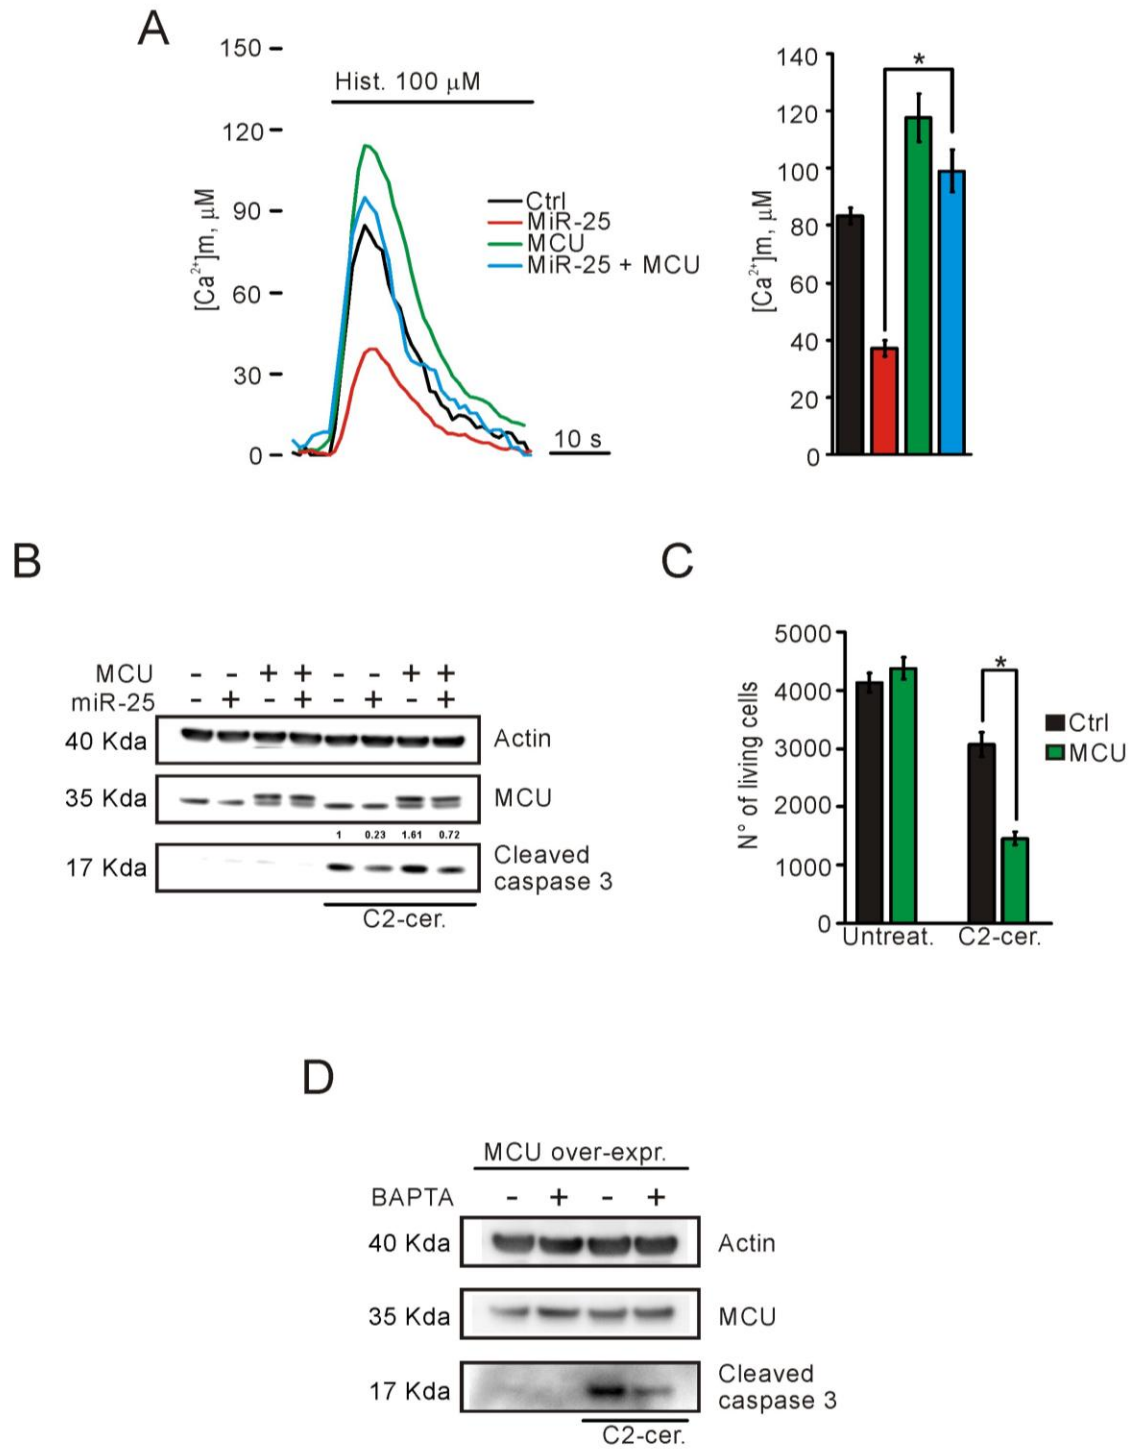 A
150
120
90
60
30
0
[Ca2+]m, µM
Hist. 100 µM
Ctrl
MiR-25
MCU
MiR-25 + MCU
10 s
140
120
100
80
60
40
20
0
[Ca2+]m, µM
*
B
MCU - - + + - - + +
miR-25 - + - + - + - +
40 Kda Actin
35 Kda MCU
1 0.23 1.61 0.72
17 Kda Cleaved
caspase 3
C2-cer.
C
5000
4000
3000
2000
1000
0
N° of living cells
*
Ctrl
MCU
Untreat. C2-cer.
D
MCU over-expr.
BAPTA - + - +
40 Kda Actin
35 Kda MCU
17 Kda Cleaved
caspase 3
C2-cer.